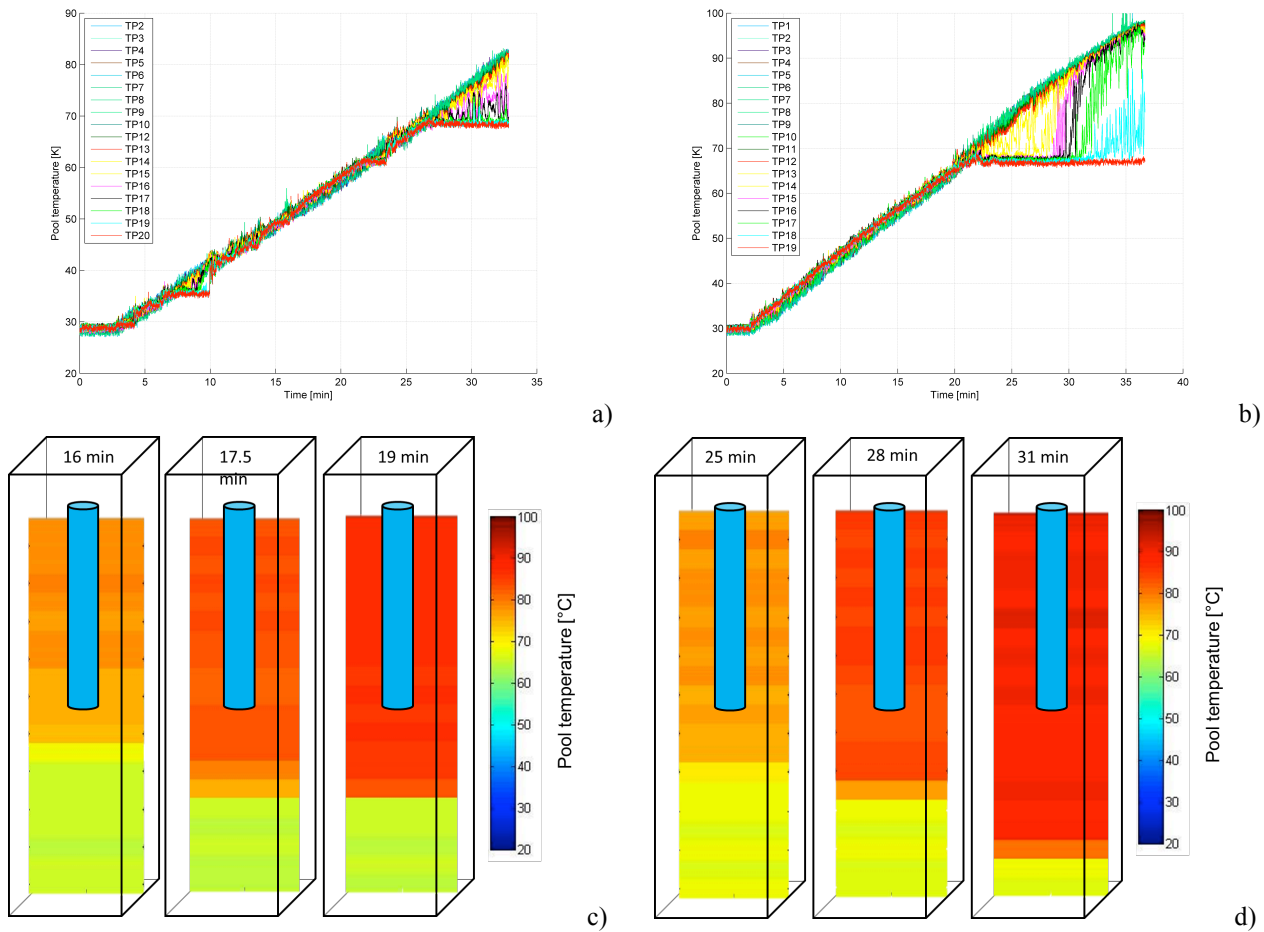 90
80
70
60
50
40
30
20
0
5
10
15
20
25
30
35
Pool temperature [K]
Time [min]
TP2
TP3
TP4
TP5
TP6
TP7
TP8
TP9
TP10
TP12
TP13
TP14
TP15
TP16
TP17
TP18
TP19
TP20
a)
100
90
80
70
60
50
40
30
20
0
5
10
15
20
25
30
35
40
Pool temperature [K]
Time [min]
TP1
TP2
TP3
TP4
TP5
TP6
TP7
TP8
TP9
TP10
TP11
TP12
TP13
TP14
TP15
TP16
TP17
TP18
TP19
b)
16 min
17.5
min
19 min
100
90
80
70
60
50
40
30
20
Pool temperature [°C]
c)
25 min
28 min
31 min
100
90
80
70
60
50
40
30
20
Pool temperature [°C]
d)